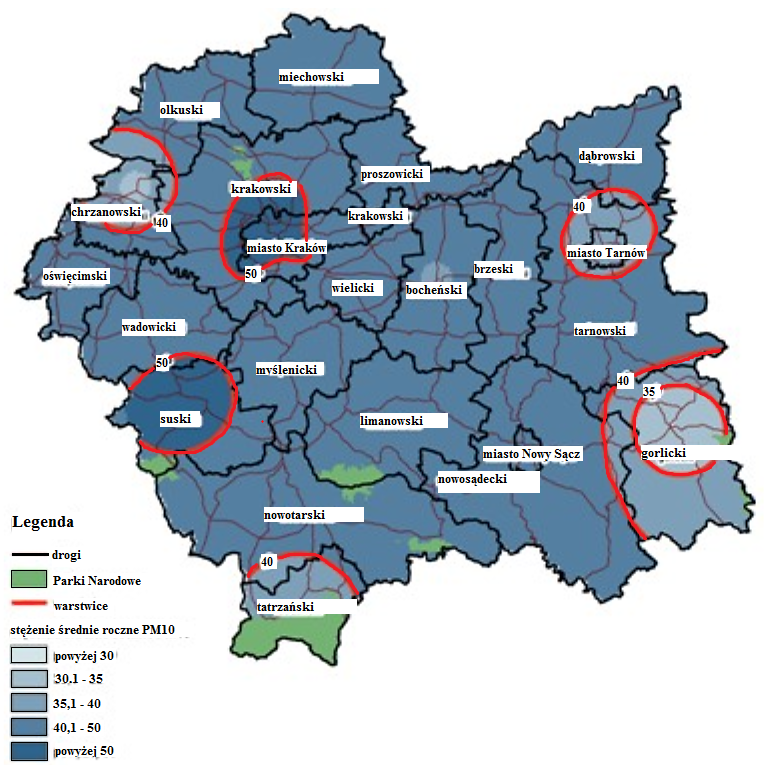 miechowski
olkuski
dąbrowski
proszowicki
krakowski
40
chrzanowski
40
krakowski
miasto Kraków
miasto Tarnów
50
oświęcimski
wielicki
bocheński
brzeski
wadowicki
tarnowski
50
myślenicki
40
35
suski
limanowski
miasto Nowy Sącz
gorlicki
nowosądecki
nowotarski
40
tatrzański
Legenda
drogi
Parki Narodowe
warstwice
stężenie średnie roczne PM10
powyżej 30
30.1 - 35
35,1 - 40
40,1 - 50
powyżej 50